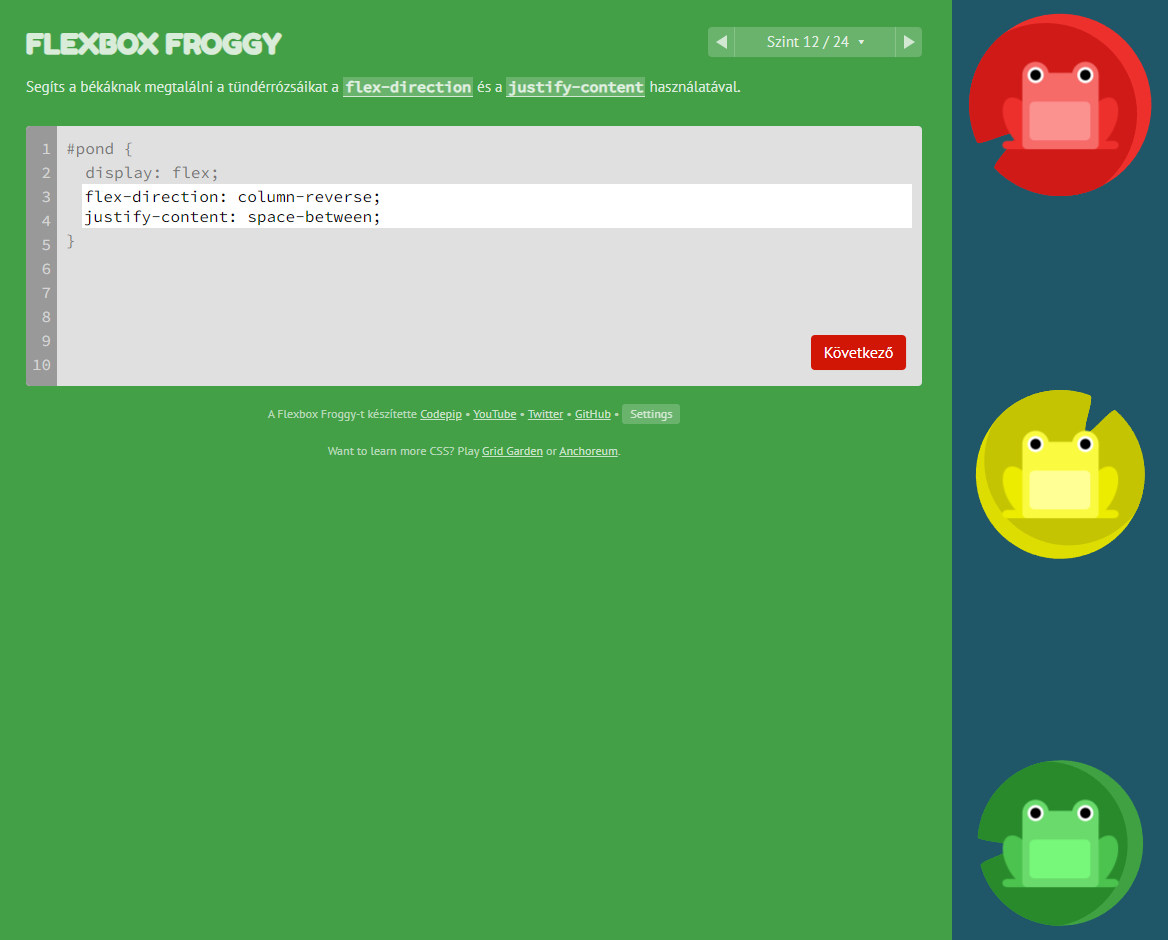 FLEXBOX FROGGY
Szint 12 / 24
Segíts a békáknak megtalálni a tündérrózsáikat a flex-direction és a justify-content használatával.
1 #pond {
2 display: flex;
3 flex-direction: column-reverse;
4 justify-content: space-between;
5 }
6
7
8
9
10
Következő
A Flexbox Froggy-t készítette Codepip • YouTube • Twitter • GitHub • Settings
Want to learn more CSS? Play Grid Garden or Anchoreum.